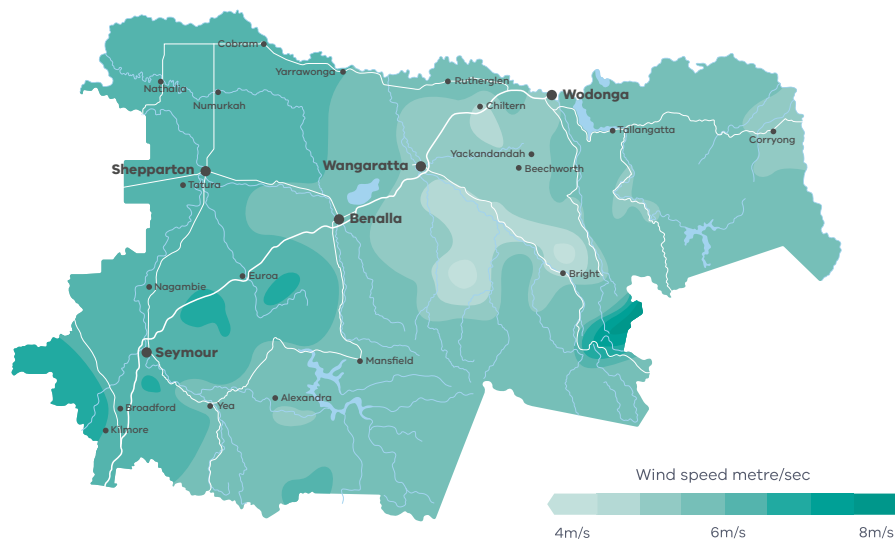 Cobram
Yarrawonga
Nathalia
Numurkah
Rutherglen
Wodonga
Chiltern
Tallangatta
Corryong
Shepparton
Tatura
Wangaratta
Yackandandah
Beechworth
Benalla
Euroa
Nagambie
Bright
Seymour
Mansfield
Alexandra
Broadford
Yea
Kilmore
Wind speed metre/sec
4m/s
6m/s
8m/s